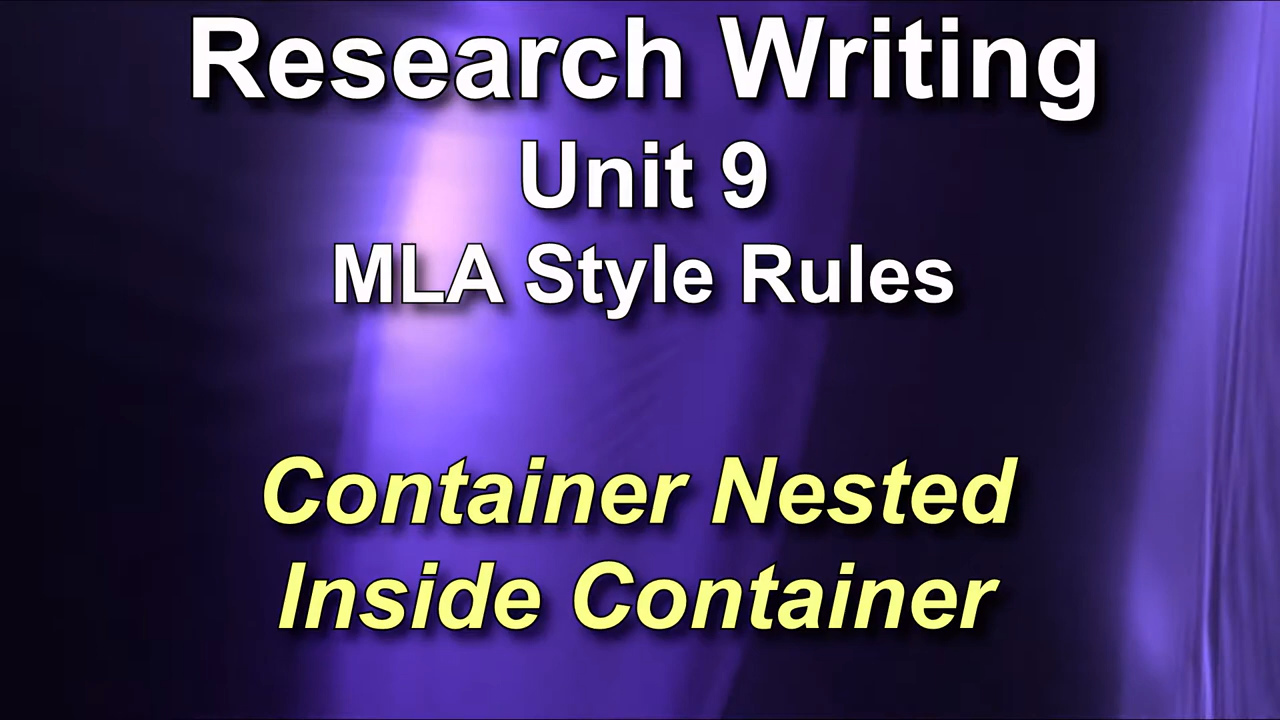 Research Writing
Unit 9
MLA Style Rules
Container Nested
Inside Container